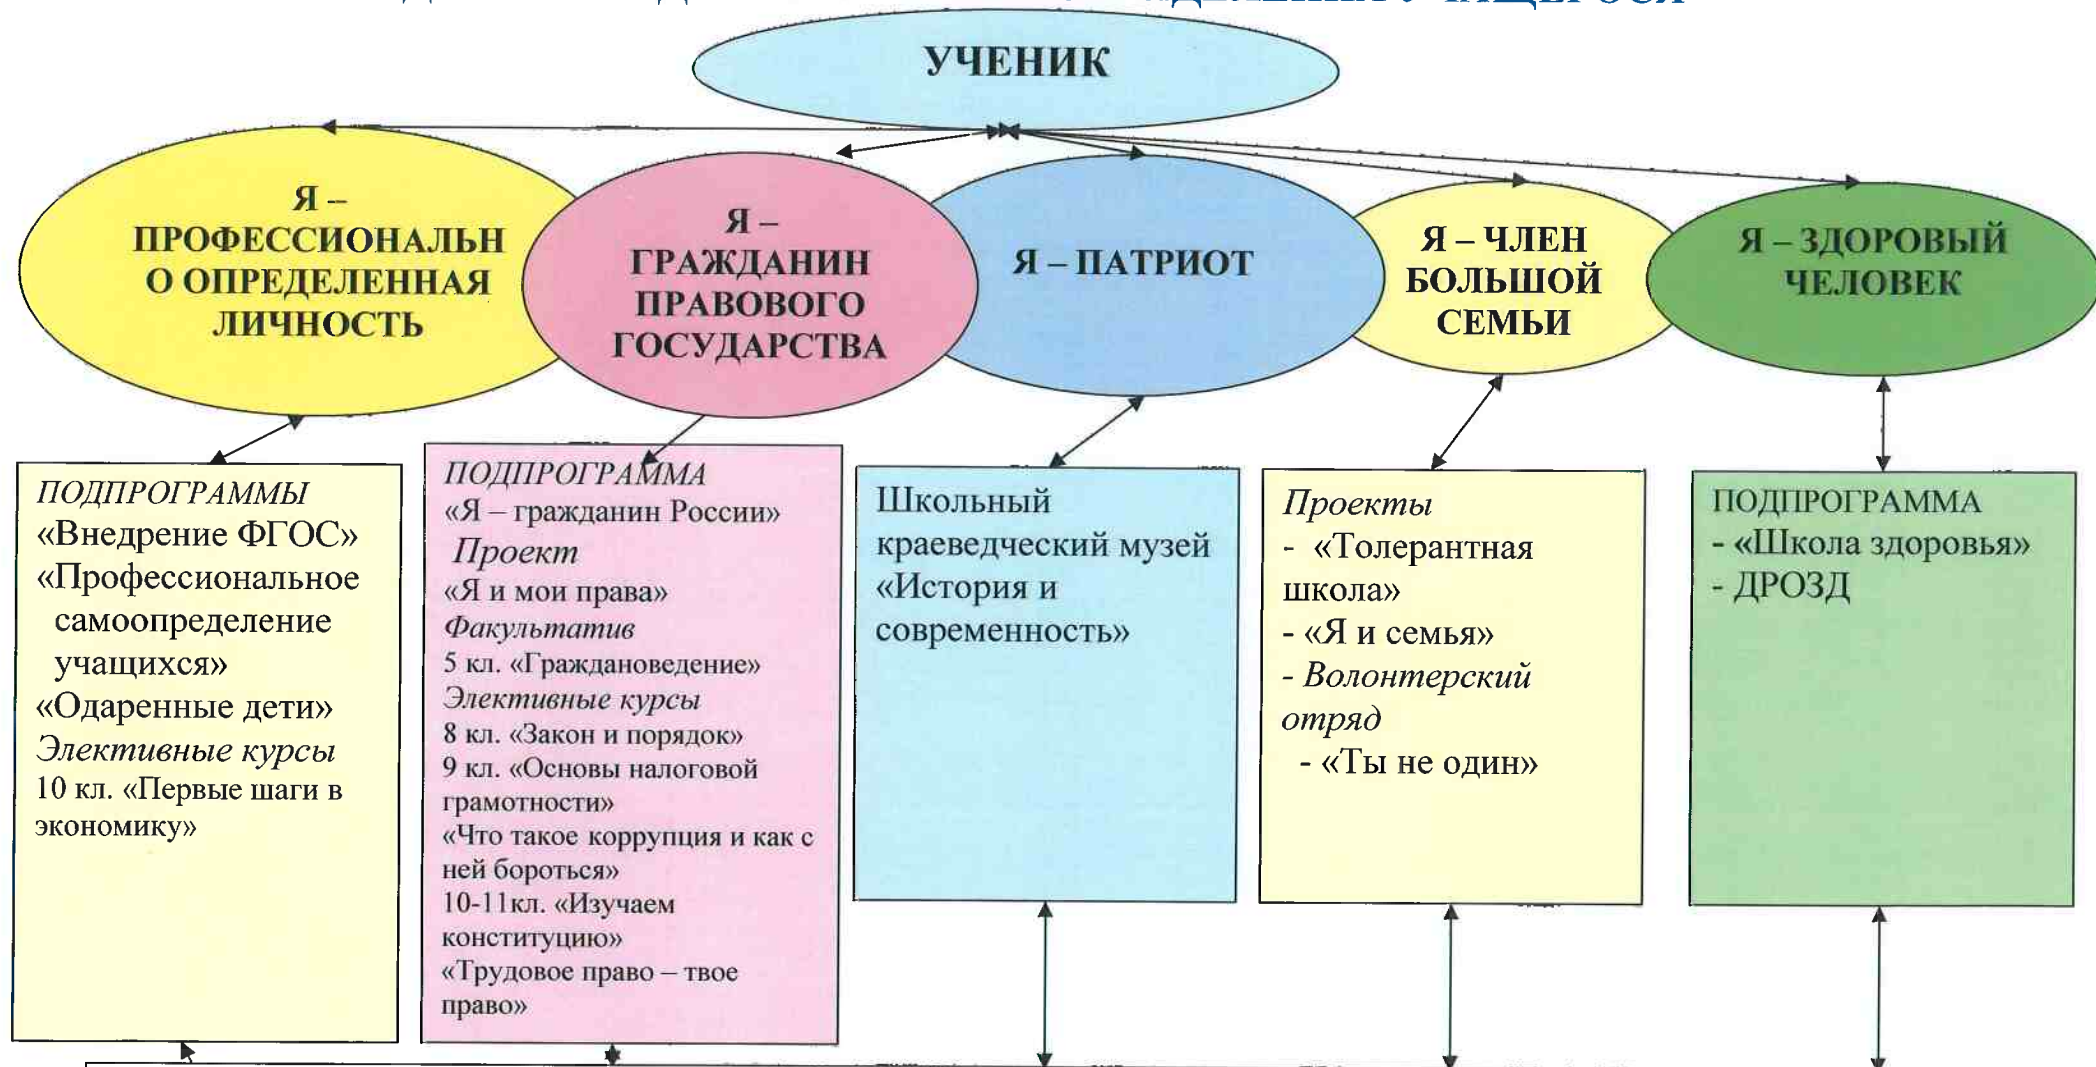 УЧАЩЕГОСЯ
УЧЕНИК
Я –
ПРОФЕССИОНАЛЬН
О ОПРЕДЕЛЕННАЯ
ЛИЧНОСТЬ
Я –
ГРАЖДАНИН
ПРАВОВОГО
ГОСУДАРСТВА
Я – ПАТРИОТ
Я – ЧЛЕН
БОЛЬШОЙ
СЕМЬИ
Я – ЗДОРОВЫЙ
ЧЕЛОВЕК
ПОДПРОГРАММЫ
«Внедрение ФГОС»
«Профессиональное
самоопределение
учащихся»
«Одаренные дети»
Элективные курсы
10 кл. «Первые шаги в
экономику»
ПОДПРОГРАММА
«Я – гражданин России»
Проект
«Я и мои права»
Факультатив
5 кл. «Граждановедение»
Элективные курсы
8 кл. «Закон и порядок»
9 кл. «Основы налоговой
грамотности»
«Что такое коррупция и как с
ней бороться»
10-11кл. «Изучаем
конституцию»
«Трудовое право – твое
право»
Школьный
краеведческий музей
«История и
современность»
Проекты
- «Толерантная
школа»
- «Я и семья»
- Волонтерский
отряд
- «Ты не один»
ПОДПРОГРАММА
- «Школа здоровья»
- ДРОЗД